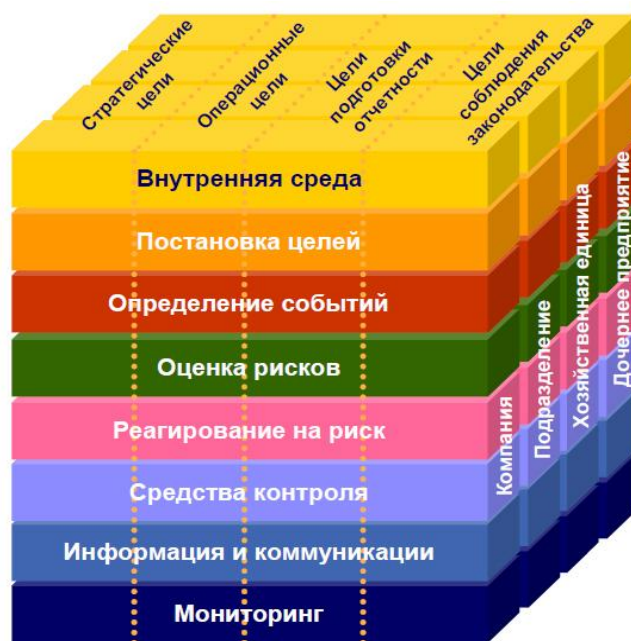 Стратегические
цели
Операционные
цели
Цели
подготовки
отчетности
Цели
соблюдения
законодательства
Внутренняя среда
Постановка целей
Определение событий
Оценка рисков
Реагирование на риск
Средства контроля
Информация и коммуникации
Мониторинг
Компания
Подразделение
Хозяйственная единица
Дочернее предприятие